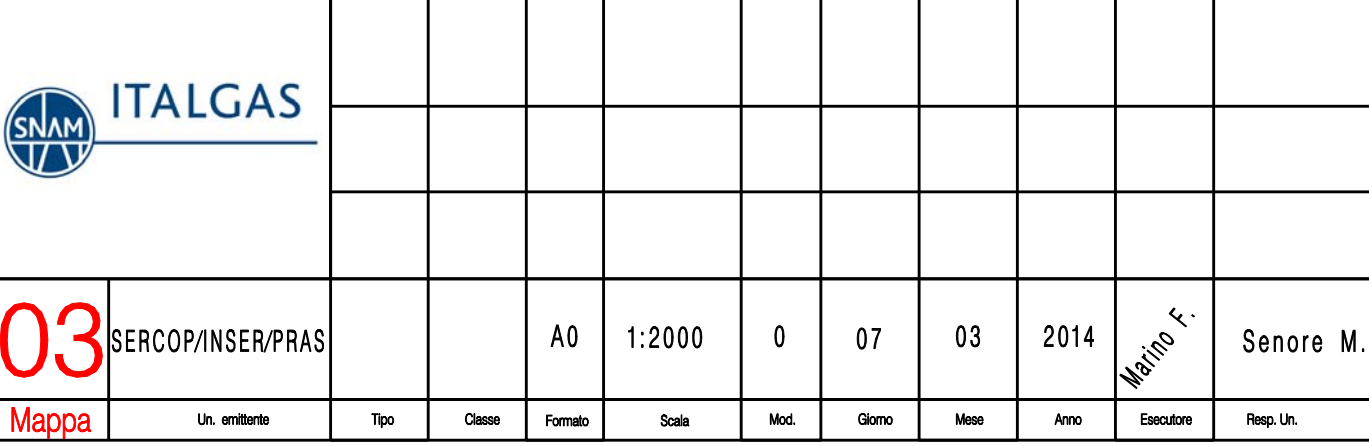 SNAM
ITALGAS
03 SERCOP/INSER/PRAS A0 1:2000 0 07 03 2014 Marino F. Senore M.
Mappa Un. emittente Tipo Classe Formato Scala Mod. Giorno Mese Anno Esecutore Resp. Un.